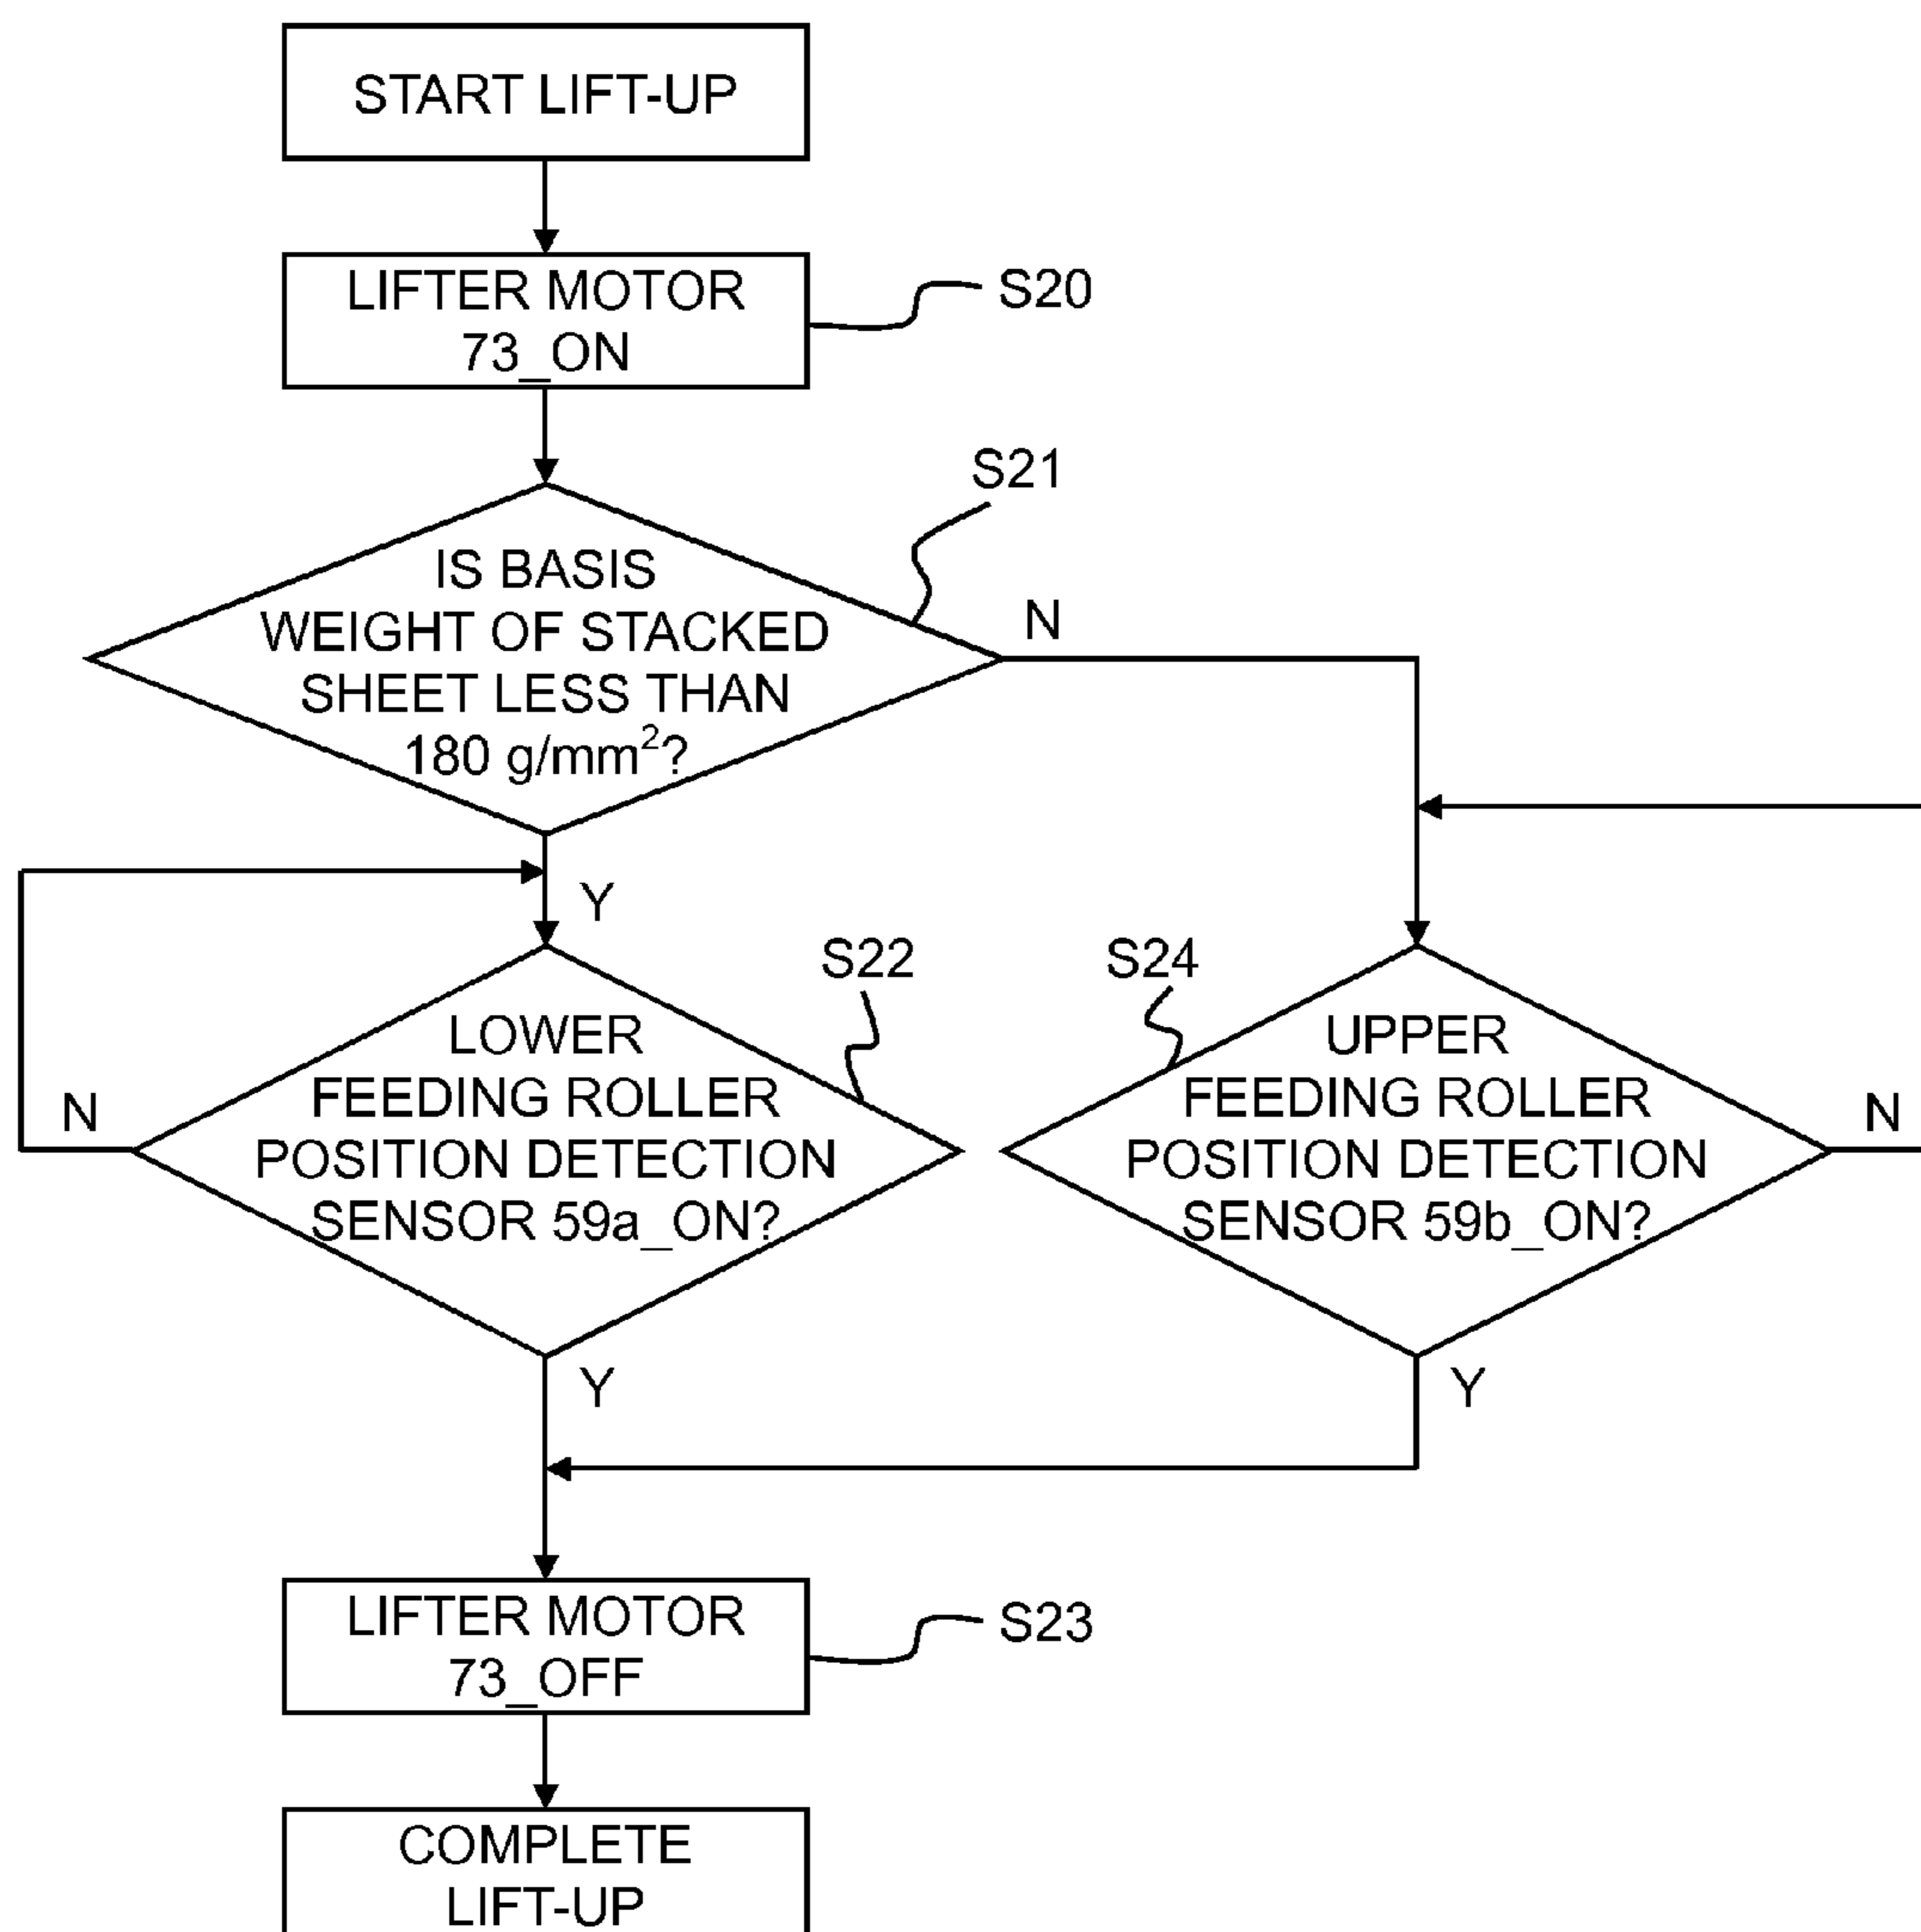 START LIFT-UP
LIFTER MOTOR
73_ON
S20
S21
IS BASIS
WEIGHT OF STACKED
SHEET LESS THAN
180 g/mm²?
N
Y
S22
S24
LOWER
FEEDING ROLLER
POSITION DETECTION
SENSOR 59a_ON?
N
UPPER
FEEDING ROLLER
POSITION DETECTION
SENSOR 59b_ON?
N
Y
Y
LIFTER MOTOR
73_OFF
S23
COMPLETE
LIFT-UP